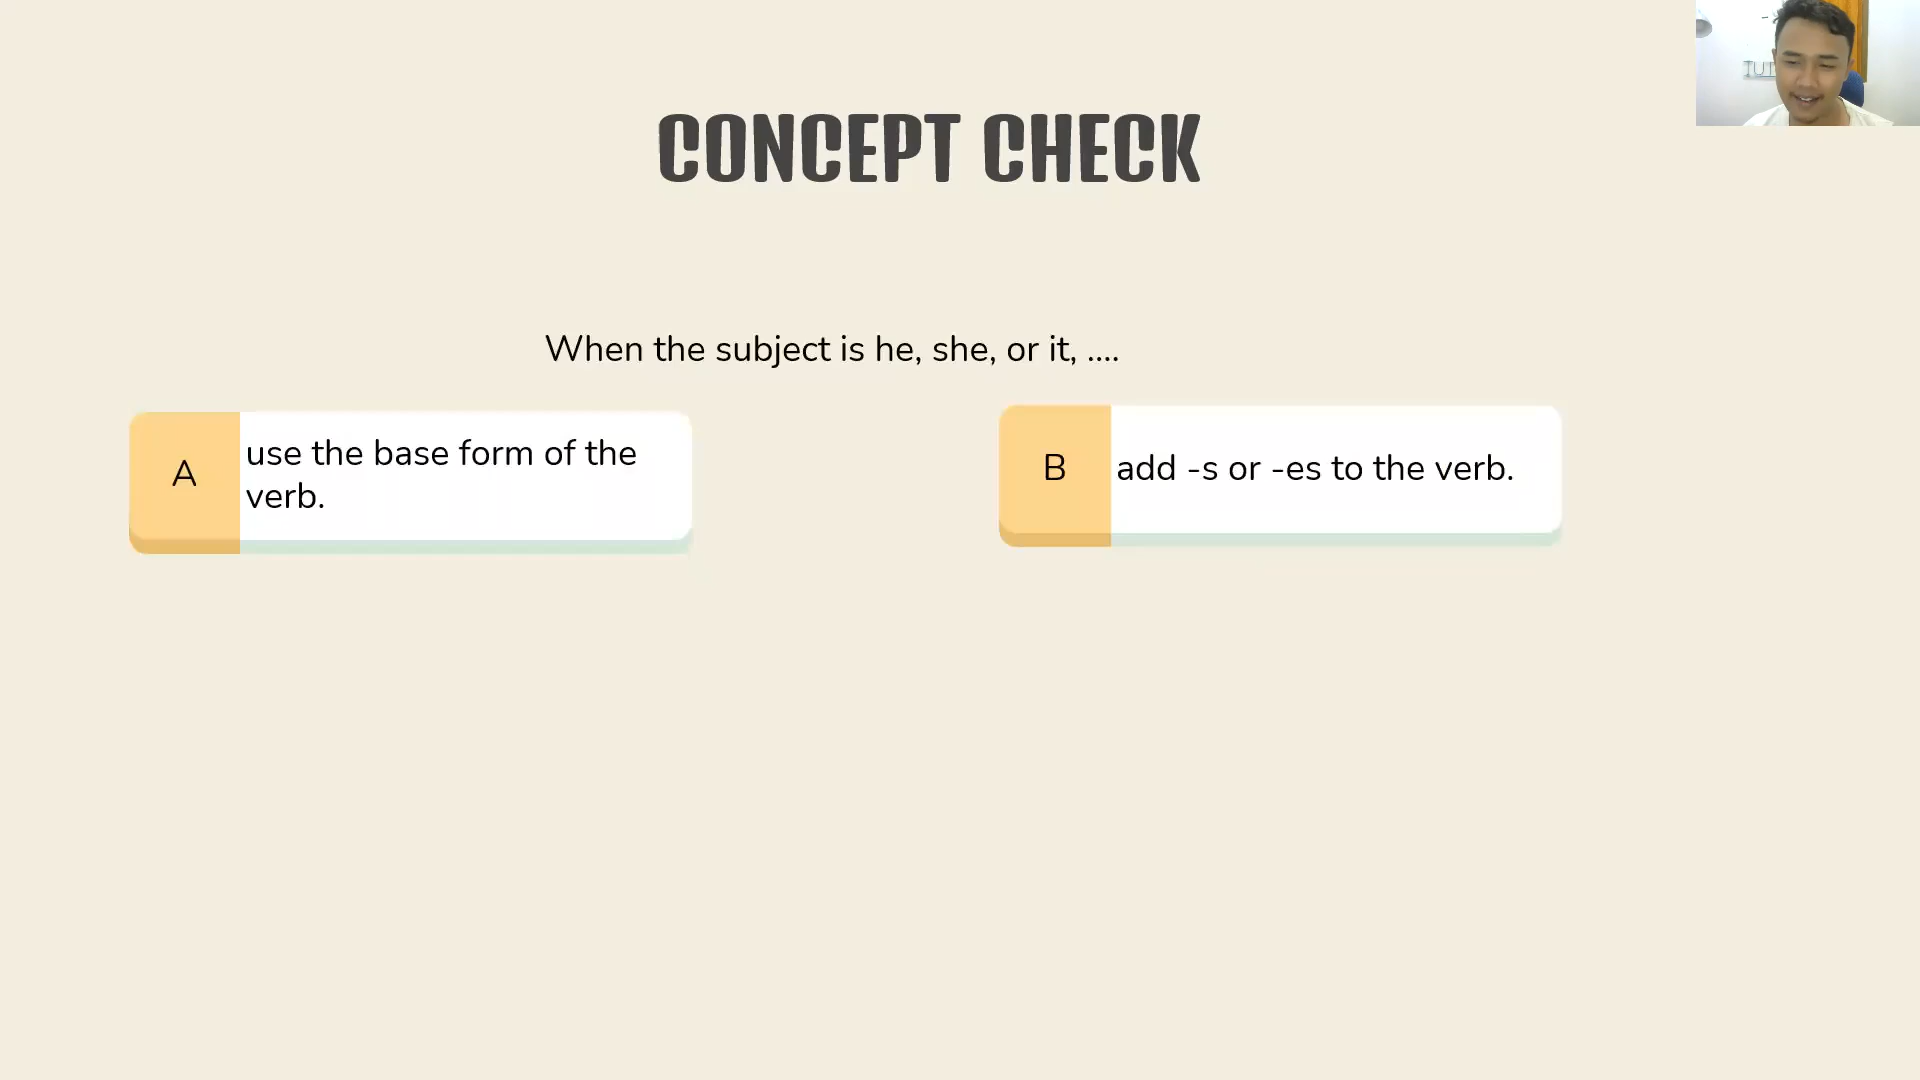 CONCEPT CHECK
When the subject is he, she, or it, ....
A
use the base form of the
verb.
B
add -s or -es to the verb.